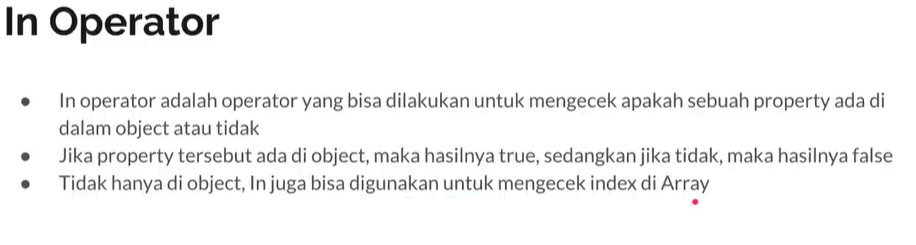 In Operator
● In operator adalah operator yang bisa dilakukan untuk mengecek apakah sebuah property ada di
dalam object atau tidak
● Jika property tersebut ada di object, maka hasilnya true, sedangkan jika tidak, maka hasilnya false
● Tidak hanya di object, In juga bisa digunakan untuk mengecek index di Array